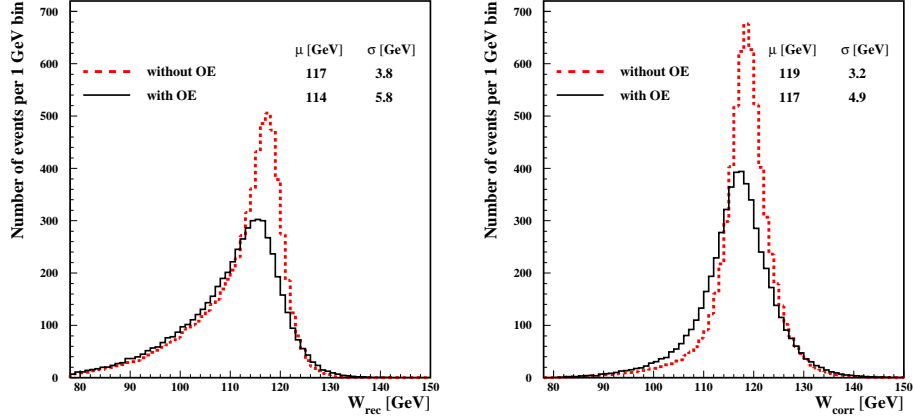 Number of events per 1 GeV bin
700
600
500
400
300
200
100
0
μ [GeV] σ [GeV]
without OE 117 3.8
with OE 114 5.8
80 90 100 110 120 130 140 150
W_rec [GeV]
Number of events per 1 GeV bin
700
600
500
400
300
200
100
0
μ [GeV] σ [GeV]
without OE 119 3.2
with OE 117 4.9
80 90 100 110 120 130 140 150
W_corr [GeV]